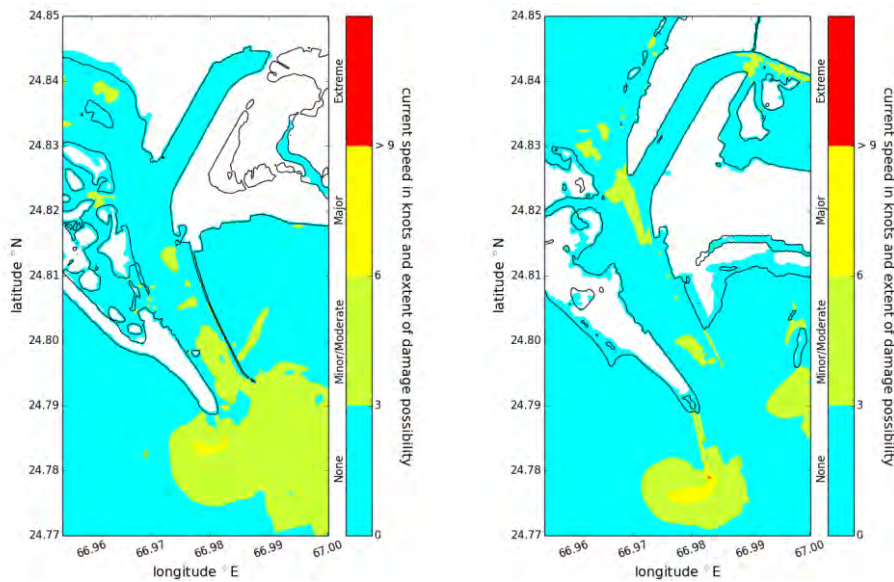 24.85
24.84
24.83
24.82
24.81
24.80
24.79
24.78
24.77
latitude °N
66.96
66.97
66.98
66.99
67.00
longitude °E
Extreme
Major
Minor/Moderate
None
> 9
6
3
0
current speed in knots and extent of damage possibility
24.85
24.84
24.83
24.82
24.81
24.80
24.79
24.78
24.77
latitude °N
66.96
66.97
66.98
66.99
67.00
longitude °E
Extreme
Major
Minor/Moderate
None
> 9
6
3
0
current speed in knots and extent of damage possibility